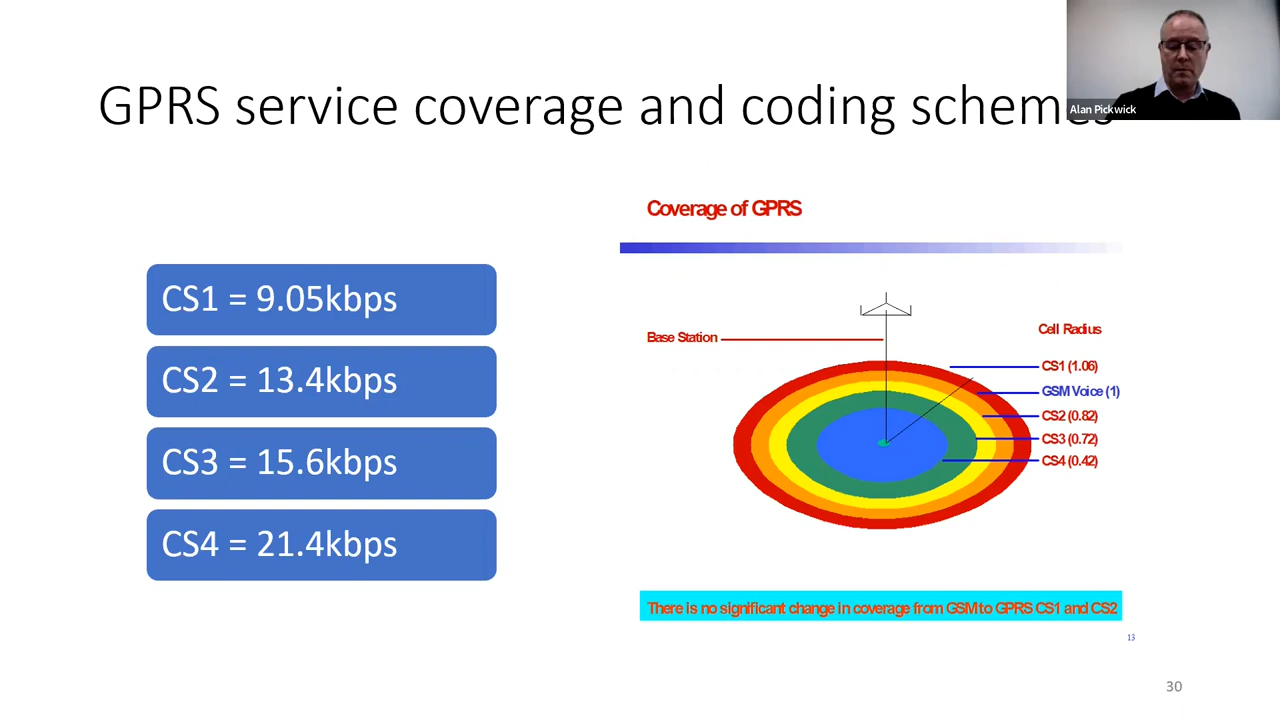 GPRS service coverage and coding schemes
Alan Pickwick
CS1 = 9.05kbps
CS2 = 13.4kbps
CS3 = 15.6kbps
CS4 = 21.4kbps
Coverage of GPRS
Base Station
Cell Radius
CS1 (1.06)
GSM Voice (1)
CS2 (0.82)
CS3 (0.72)
CS4 (0.42)
There is no significant change in coverage from GSM to GPRS CS1 and CS2
13
30